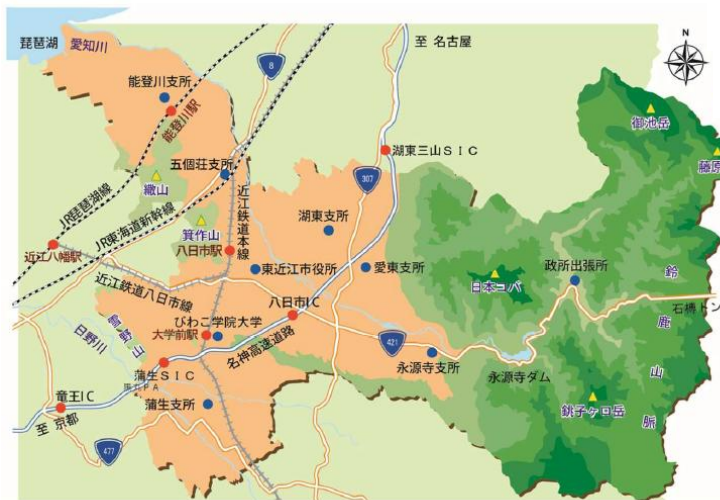 琵琶湖
愛知川
至 名古屋
N
8
能登川支所
能登川駅
御池岳
藤原
湖東三山SIC
五個荘支所
307
繖山
JR琵琶湖線
JR東海道新幹線
近江鉄道本線
箕作山
湖東支所
近江八幡駅
八日市駅
東近江市役所
愛東支所
日本コバ
政所出張所
鈴鹿山脈
石榑トン
近江鉄道八日市線
八日市IC
びわこ学院大学
大学前駅
名神高速道路
421
日野川
蒲生SIC
永源寺支所
永源寺ダム
竜王IC
蒲生支所
銚子ヶ口岳
至 京都
477